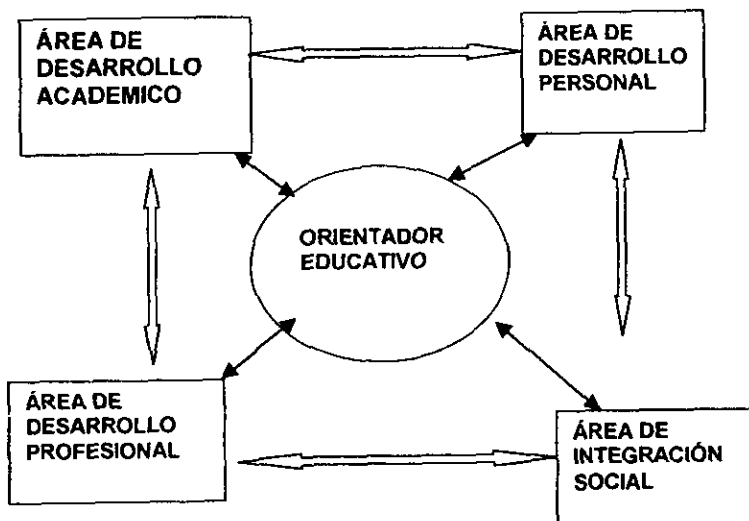 ÁREA DE
DESARROLLO
ACADEMICO
ÁREA DE
DESARROLLO
PERSONAL
ORIENTADOR
EDUCATIVO
ÁREA DE
DESARROLLO
PROFESIONAL
ÁREA DE
INTEGRACIÓN
SOCIAL